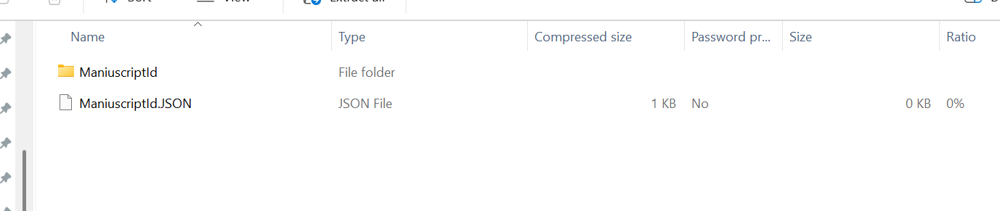 Sort View Extract all
Name Type Compressed size Password pr... Size Ratio
ManiuscriptId File folder
ManiuscriptId.JSON JSON File 1 KB No 0 KB 0%